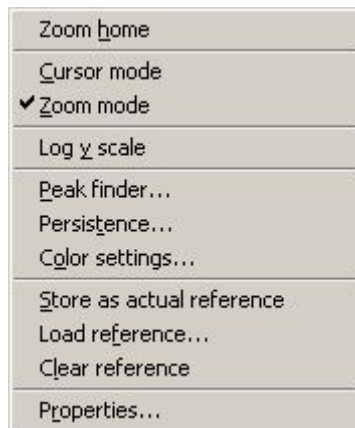 Zoom home
Cursor mode
Zoom mode
Log y scale
Peak finder...
Persistence...
Color settings...
Store as actual reference
Load reference...
Clear reference
Properties...